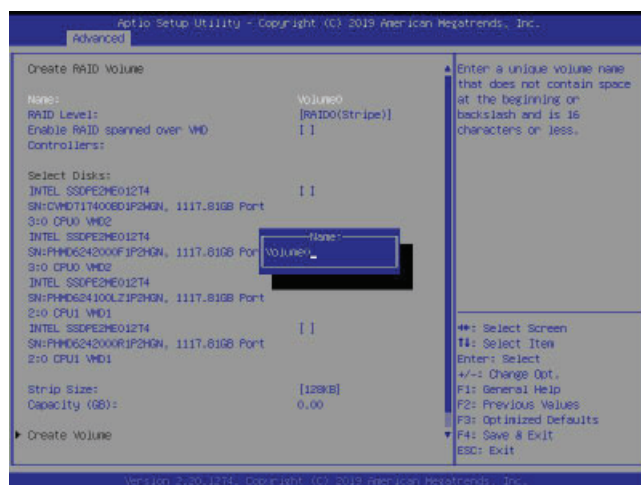 Aptio Setup Utility - Copyright (C) 2019 American Megatrends, Inc.
Advanced
Create RAID Volume
Name: Volume0
RAID Level: [RAID0(Stripe)]
Enable RAID spanned over VMD [ ]
Controllers:
Select Disks:
INTEL SSDPE2ME012T4 [ ]
SN:CVMD717400BD1P2MGN, 1117.81GB Port
3:0 CPU0 VMD2
INTEL SSDPE2ME012T4
SN:PHMD6242000F1P2HGN, 1117.81GB Por
3:0 CPU0 VMD2
INTEL SSDPE2ME012T4
SN:PHMD624100LZ1P2HGN, 1117.81GB Port
2:0 CPU1 VMD1
INTEL SSDPE2ME012T4 [ ]
SN:PHMD6242000R1P2HGN, 1117.81GB Port
2:0 CPU1 VMD1
Strip Size: [128KB]
Capacity (GB): 0.00
Create Volume
Name:
Volume0_
Enter a unique volume name
that does not contain space
at the beginning or
backslash and is 16
characters or less.
↔: Select Screen
↑↓: Select Item
Enter: Select
+/-: Change Opt.
F1: General Help
F2: Previous Values
F3: Optimized Defaults
F4: Save & Exit
ESC: Exit
Version 2.20.1274. Copyright (C) 2019 American Megatrends, Inc.